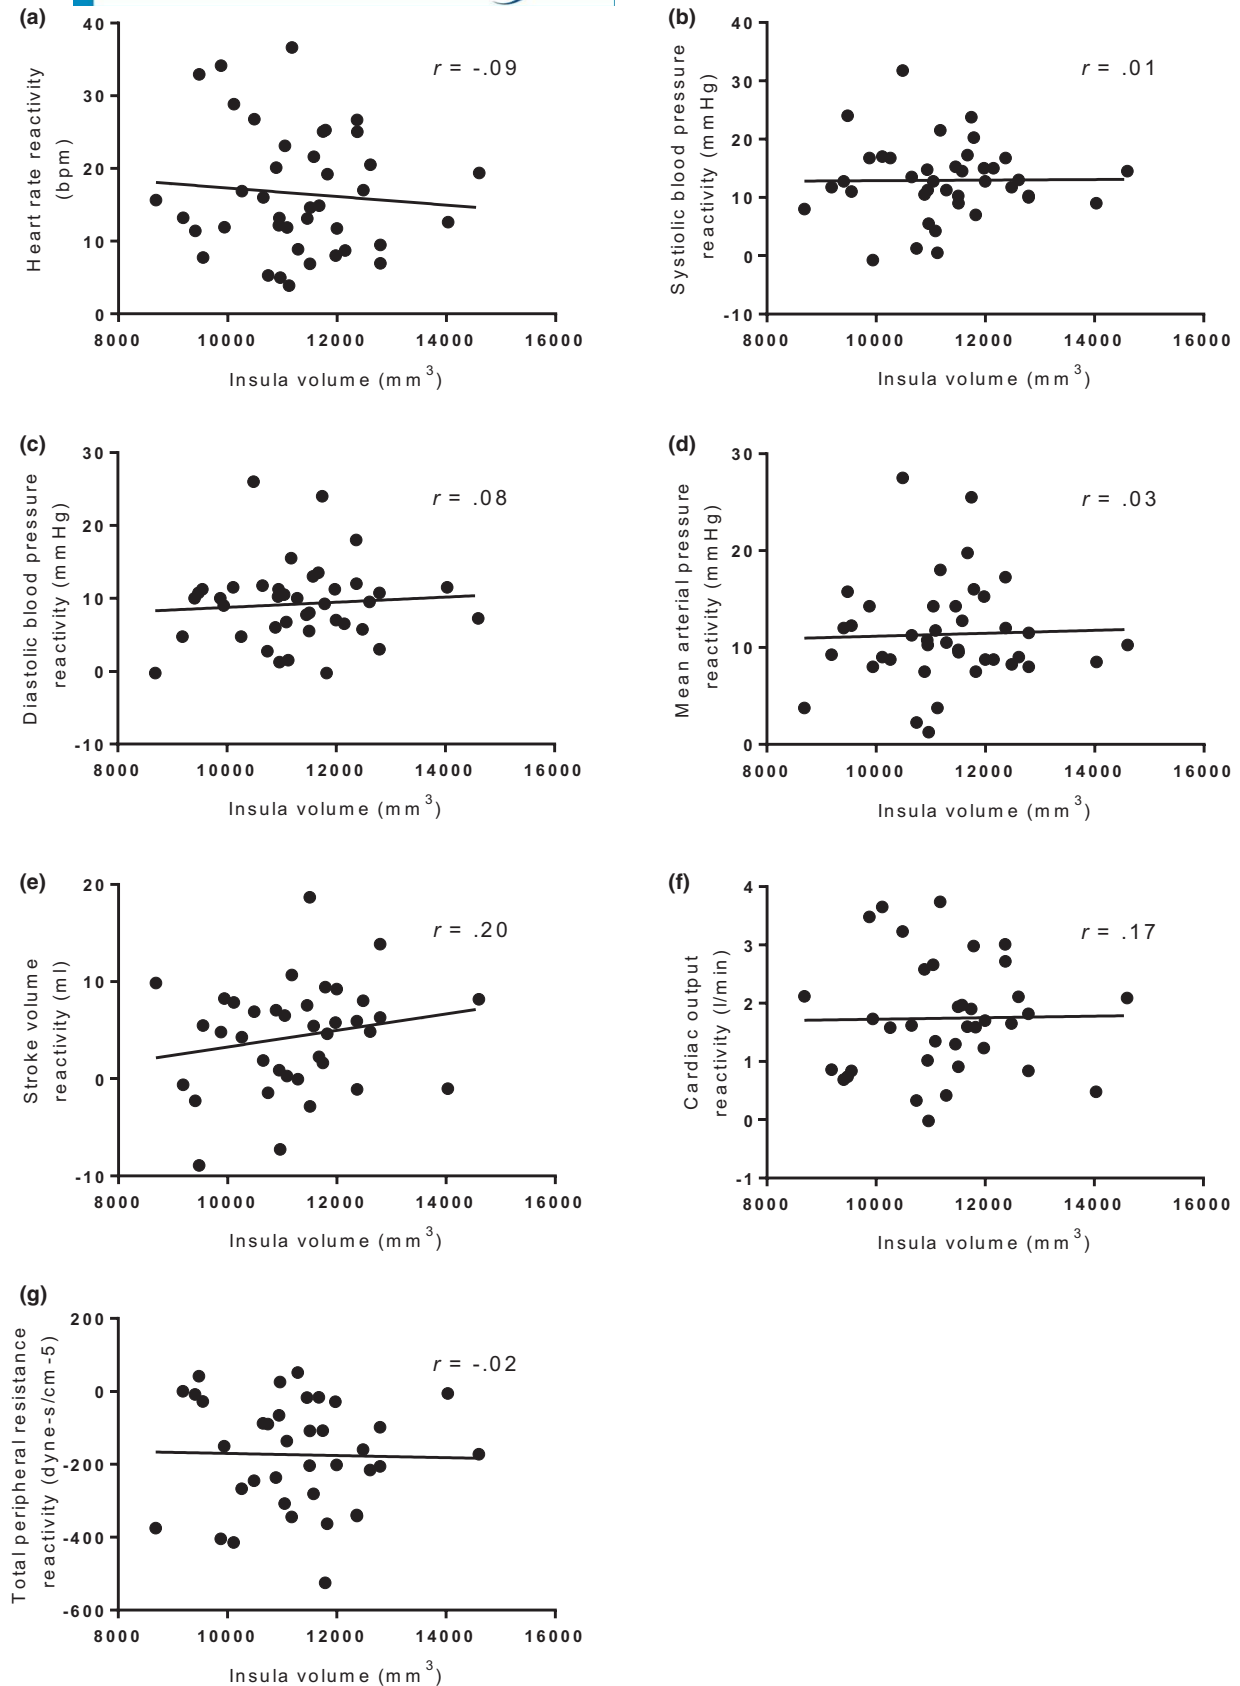 (a)
Heart rate reactivity
(bpm)
40
30
20
10
0
8000 10000 12000 14000 16000
Insula volume (mm3)
r = -.09
(b)
Systiolic blood pressure
reactivity (mmHg)
40
30
20
10
0
-10
8000 10000 12000 14000 16000
Insula volume (mm3)
r = .01
(c)
Diastolic blood pressure
reactivity (mmHg)
30
20
10
0
-10
8000 10000 12000 14000 16000
Insula volume (mm3)
r = .08
(d)
Mean arterial pressure
reactivity (mmHg)
30
20
10
0
8000 10000 12000 14000 16000
Insula volume (mm3)
r = .03
(e)
Stroke volume
reactivity (ml)
20
10
0
-10
8000 10000 12000 14000 16000
Insula volume (mm3)
r = .20
(f)
Cardiac output
reactivity (l/min)
4
3
2
1
0
-1
8000 10000 12000 14000 16000
Insula volume (mm3)
r = .17
(g)
Total peripheral resistance
reactivity (dyne-s/cm-5)
200
0
-200
-400
-600
8000 10000 12000 14000 16000
Insula volume (mm3)
r = -.02